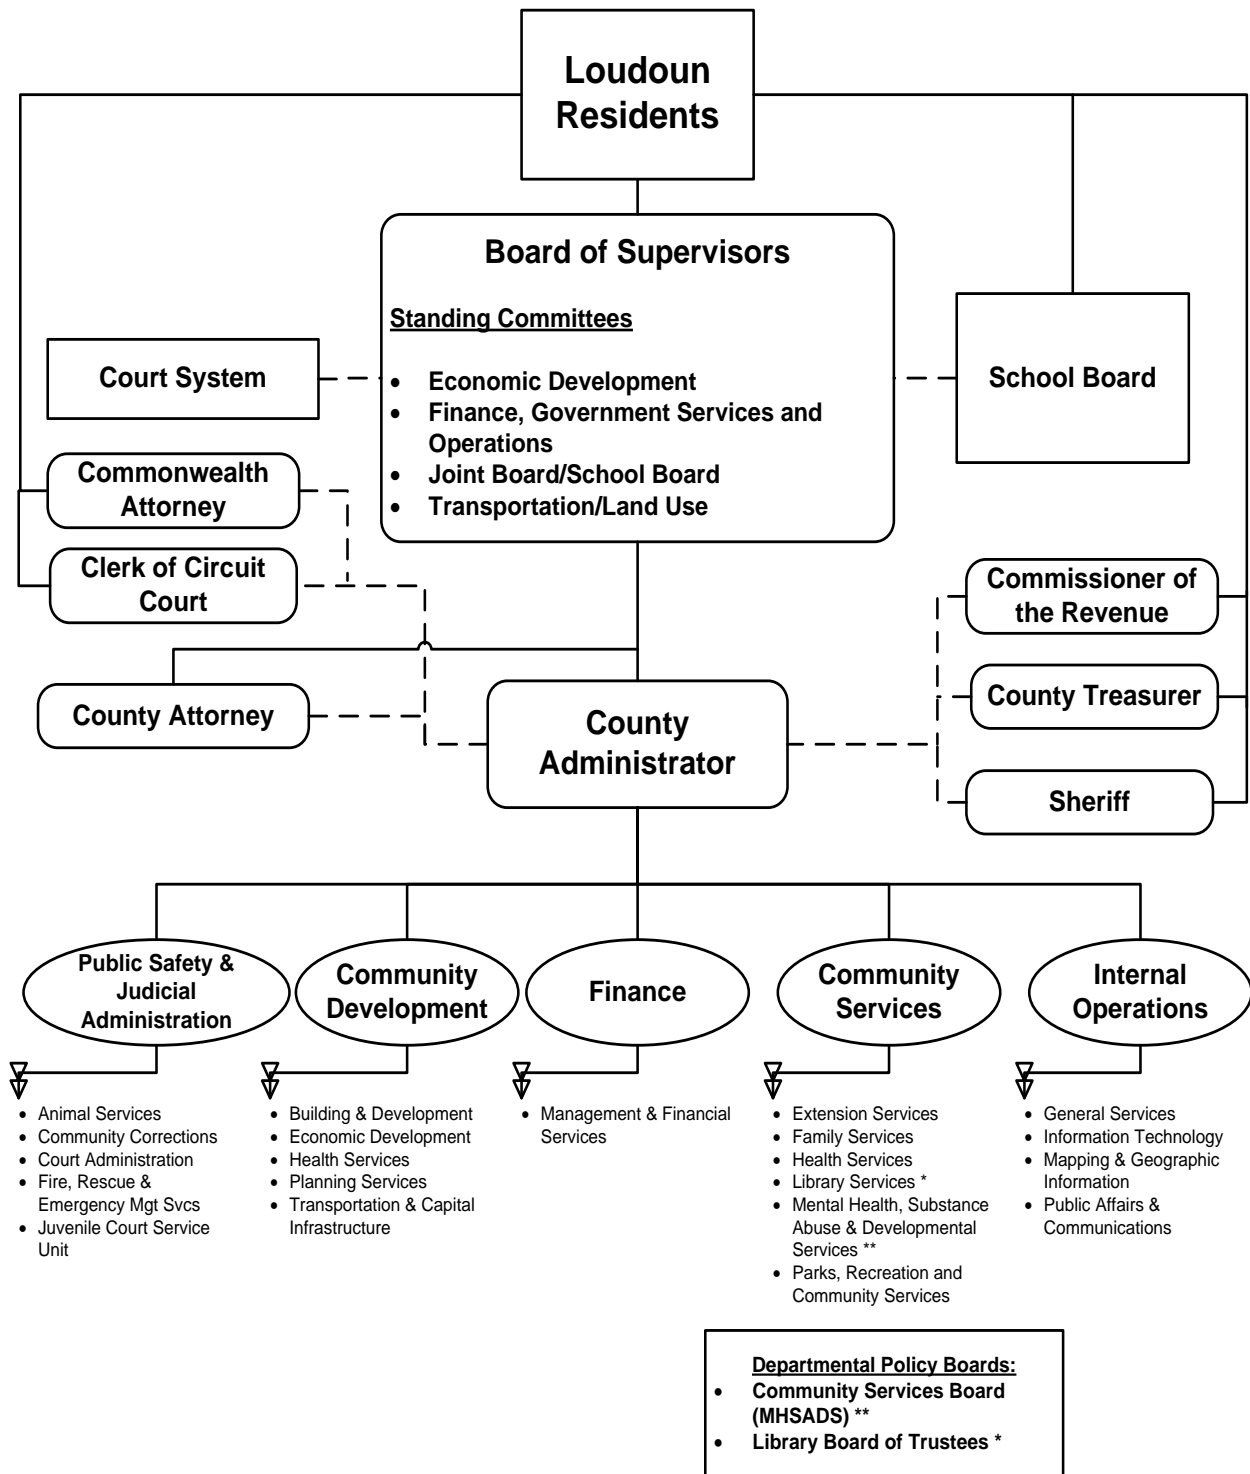 Loudoun
Residents
Board of Supervisors
Standing Committees
• Economic Development
• Finance, Government Services and
Operations
• Joint Board/School Board
• Transportation/Land Use
Court System
School Board
Commonwealth
Attorney
Clerk of Circuit
Court
Commissioner of
the Revenue
County Attorney
County
Administrator
County Treasurer
Sheriff
Public Safety &
Judicial
Administration
Community
Development
Finance
Community
Services
Internal
Operations
• Animal Services
• Community Corrections
• Court Administration
• Fire, Rescue &
Emergency Mgt Svcs
• Juvenile Court Service
Unit
• Building & Development
• Economic Development
• Health Services
• Planning Services
• Transportation & Capital
Infrastructure
• Management & Financial
Services
• Extension Services
• Family Services
• Health Services
• Library Services *
• Mental Health, Substance
Abuse & Developmental
Services **
• Parks, Recreation and
Community Services
• General Services
• Information Technology
• Mapping & Geographic
Information
• Public Affairs &
Communications
Departmental Policy Boards:
• Community Services Board
(MHSADS) **
• Library Board of Trustees *